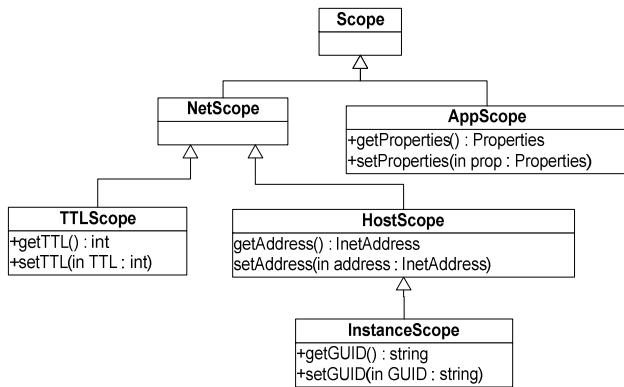 Scope
NetScope
AppScope
+getProperties() : Properties
+setProperties(in prop : Properties)
TTLScope
+getTTL() : int
+setTTL(in TTL : int)
HostScope
getAddress() : InetAddress
setAddress(in address : InetAddress)
InstanceScope
+getGUID() : string
+setGUID(in GUID : string)